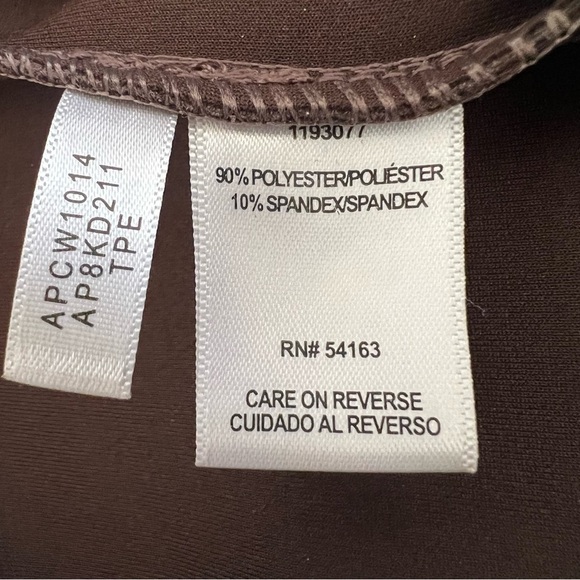 APCW1014
AP8KD211
TPE
1193077
90% POLYESTER/POLIÉSTER
10% SPANDEX/SPANDEX
RN# 54163
CARE ON REVERSE
CUIDADO AL REVERSO